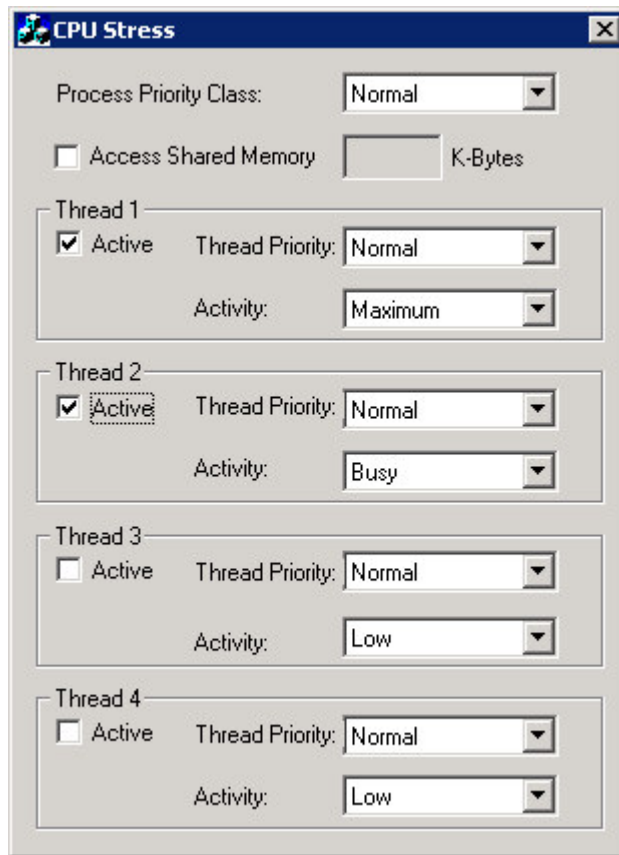 CPU Stress
Process Priority Class: Normal
Access Shared Memory K-Bytes
Thread 1
Active Thread Priority: Normal
Activity: Maximum
Thread 2
Active Thread Priority: Normal
Activity: Busy
Thread 3
Active Thread Priority: Normal
Activity: Low
Thread 4
Active Thread Priority: Normal
Activity: Low